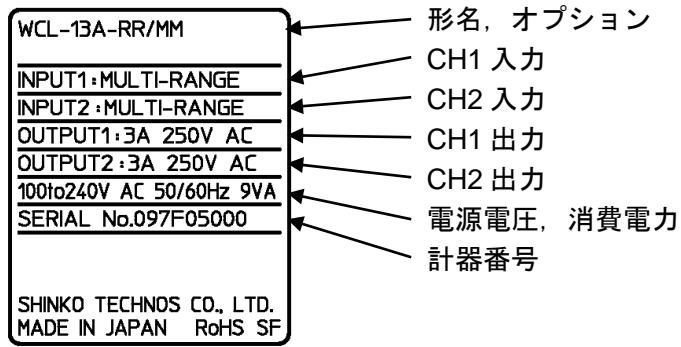 WCL-13A-RR/MM
INPUT1:MULTI-RANGE
INPUT2:MULTI-RANGE
OUTPUT1:3A 250V AC
OUTPUT2:3A 250V AC
100to240V AC 50/60Hz 9VA
SERIAL No.097F05000
SHINKO TECHNOS CO., LTD.
MADE IN JAPAN RoHS SF
形名，オプション
CH1 入力
CH2 入力
CH1 出力
CH2 出力
電源電圧，消費電力
計器番号